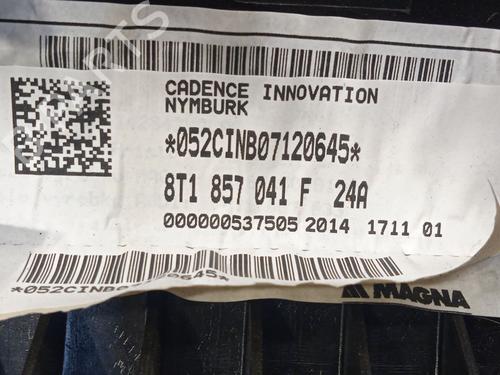 CADENCE INNOVATION
NYMBURK
*052CINB07120645*
8T1 857 041 F 24A
000000537505 2014 1711 01
MAGNA